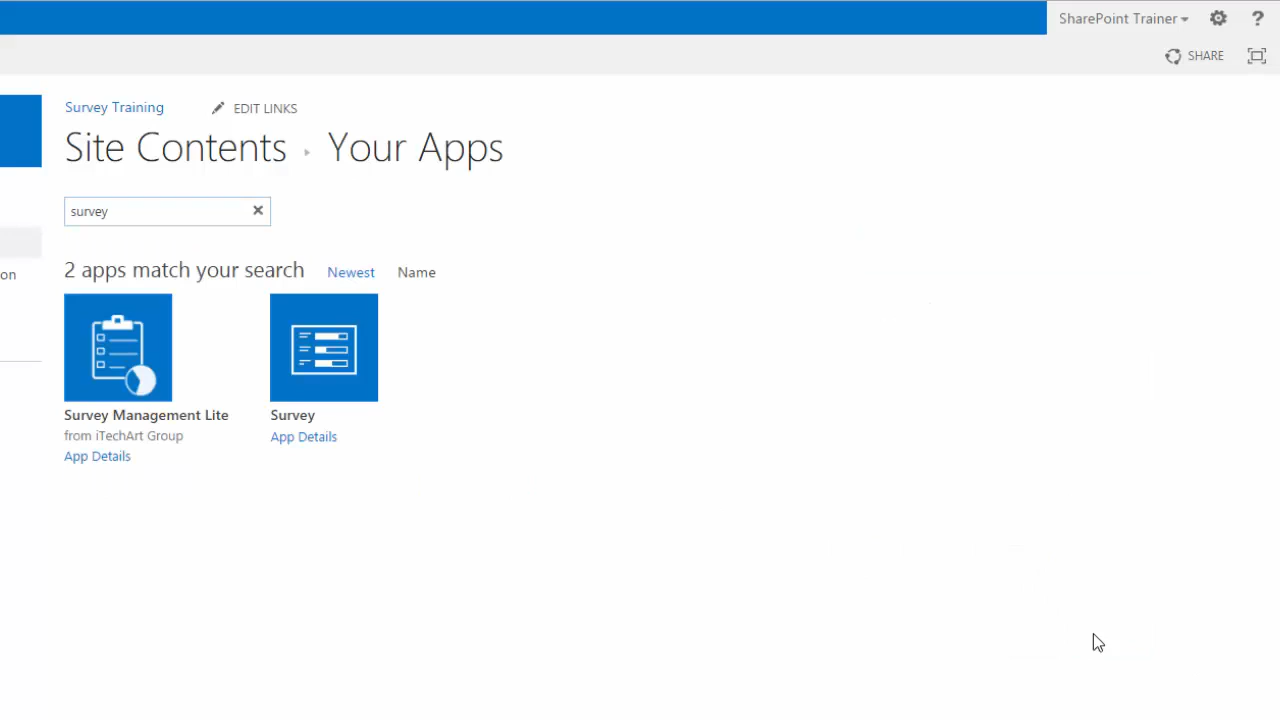 SharePoint Trainer
?
SHARE
Survey Training
EDIT LINKS
Site Contents ▸ Your Apps
survey
on
2 apps match your search Newest Name
Survey Management Lite
from iTechArt Group
App Details
Survey
App Details